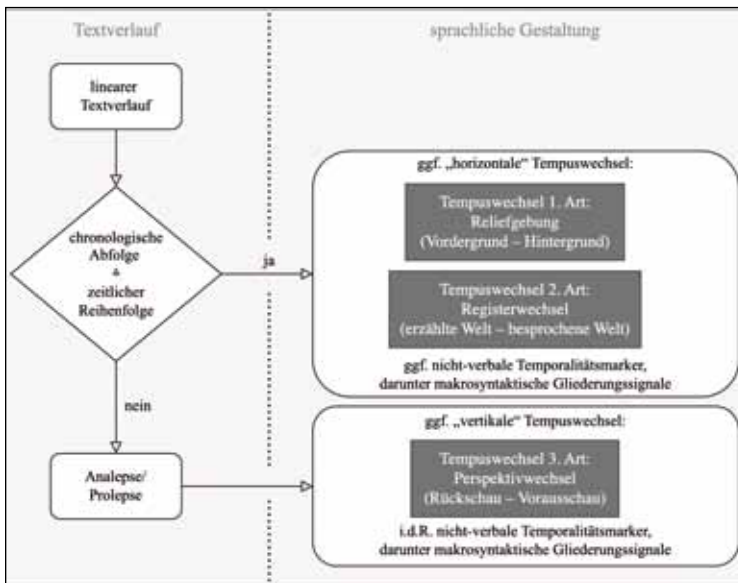 Textverlauf
sprachliche Gestaltung
linearer
Textverlauf
chronologische
Abfolge
&
zeitlicher
Reihenfolge
ja
nein
Analepse/
Prolepse
ggf. „horizontale“ Tempuswechsel:
Tempuswechsel 1. Art:
Reliefgebung
(Vordergrund – Hintergrund)
Tempuswechsel 2. Art:
Registerwechsel
(erzählte Welt – besprochene Welt)
ggf. nicht-verbale Temporalitätsmarker,
darunter makrosyntaktische Gliederungssignale
ggf. „vertikale“ Tempuswechsel:
Tempuswechsel 3. Art:
Perspektivwechsel
(Rückschau – Vorausschau)
i.d.R. nicht-verbale Temporalitätsmarker,
darunter makrosyntaktische Gliederungssignale